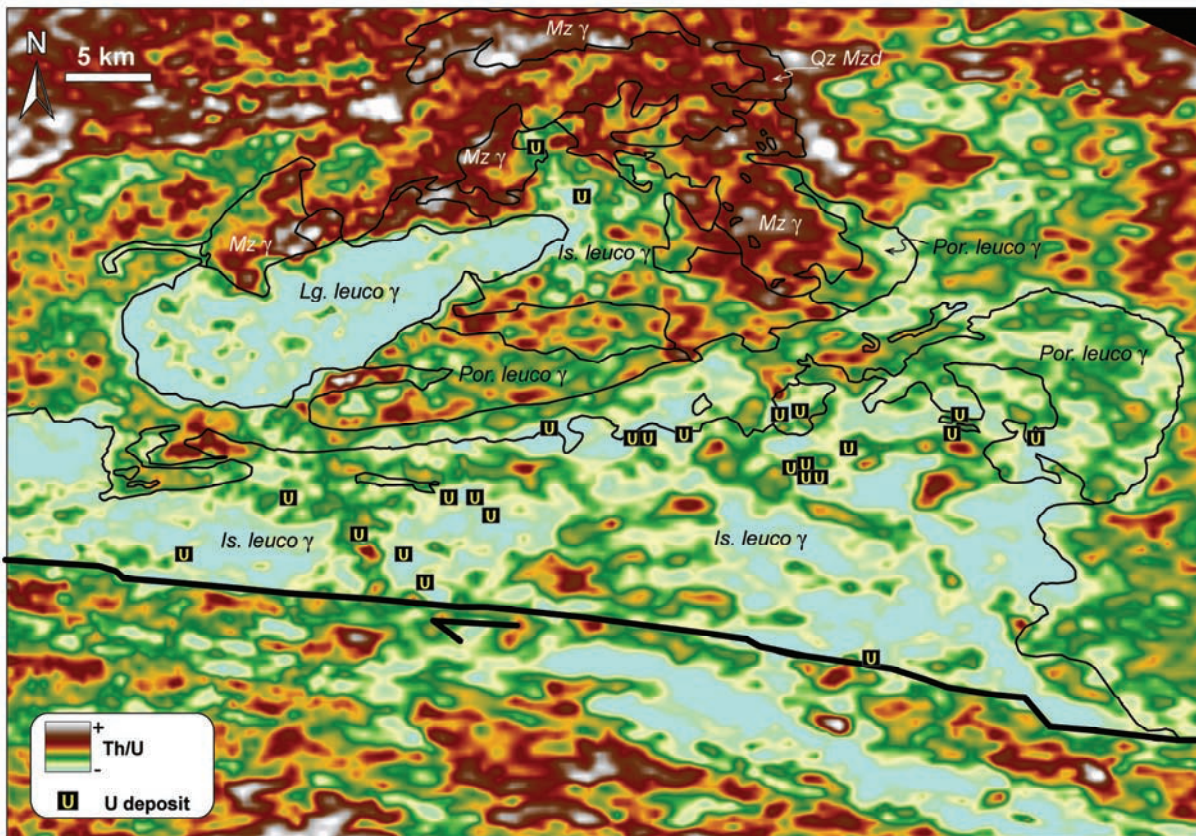 Mz γ
N
5 km
Qz Mzd
U
Mz γ
U
Mz γ
Mz γ
Is. leuco γ
Por. leuco γ
Lg. leuco γ
Por. leuco γ
Por. leuco γ
U U
U
U
U U
U
U
U
U
U
U
U U
U
U U
U
U
Is. leuco γ
Is. leuco γ
U
U
U
U
+
Th/U
-
U U deposit